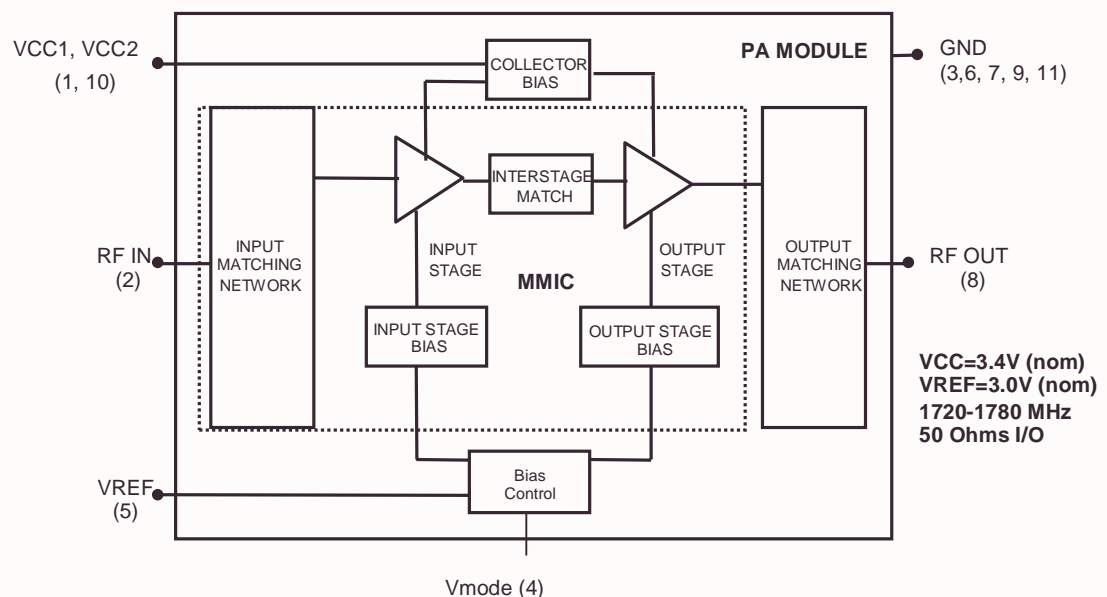 VCC1, VCC2
(1, 10)
COLLECTOR
BIAS
PA MODULE
GND
(3,6, 7, 9, 11)
INTERSTAGE
MATCH
RF IN
(2)
INPUT
MATCHING
NETWORK
INPUT
STAGE
MMIC
OUTPUT
STAGE
OUTPUT
MATCHING
NETWORK
RF OUT
(8)
INPUT STAGE
BIAS
OUTPUT STAGE
BIAS
VCC=3.4V (nom)
VREF=3.0V (nom)
1720-1780 MHz
50 Ohms I/O
VREF
(5)
Bias
Control
Vmode (4)